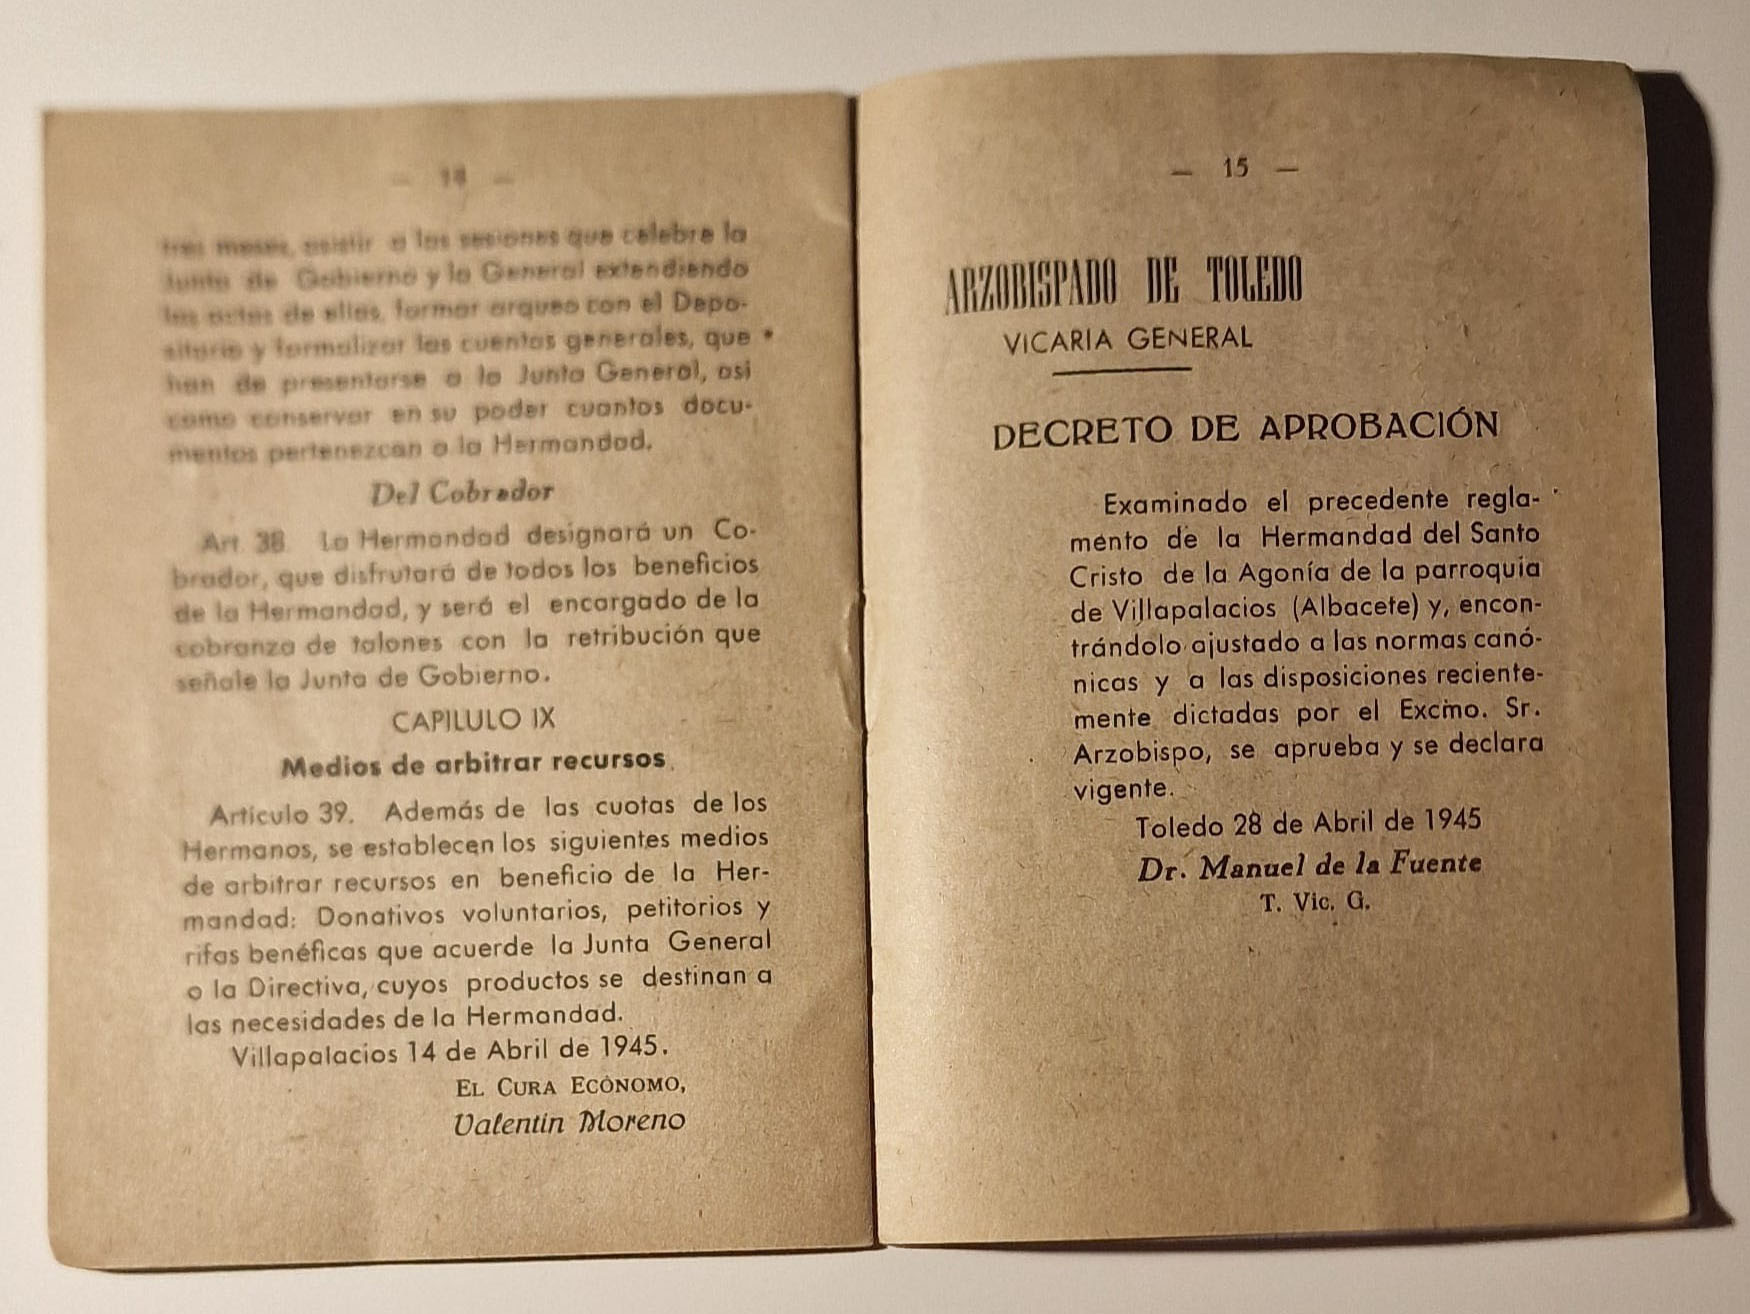 — 14 —
tres meses, asistir a las sesiones que celebre la
Junta de Gobierno y la General extendiendo
las actas de ellas, formar arqueo con el Depo-
sitario y formalizar las cuentas generales, que
han de presentarse a la Junta General, asi
como conservar en su poder cuantos docu-
mentos pertenezcan a la Hermandad.
Del Cobrador
Art. 38 La Hermandad designará un Co-
brador, que disfrutará de todos los beneficios
de la Hermandad, y será el encargado de la
cobranza de talones con la retribución que
señale la Junta de Gobierno.
CAPILULO IX
Medios de arbitrar recursos.
Artículo 39. Además de las cuotas de los
Hermanos, se establecen los siguientes medios
de arbitrar recursos en beneficio de la Her-
mandad: Donativos voluntarios, petitorios y
rifas benéficas que acuerde la Junta General
o la Directiva, cuyos productos se destinan a
las necesidades de la Hermandad.
Villapalacios 14 de Abril de 1945.
EL CURA ECÓNOMO,
Valentín Moreno
— 15 —
ARZOBISPADO DE TOLEDO
VICARIA GENERAL
DECRETO DE APROBACIÓN
Examinado el precedente regla-
mento de la Hermandad del Santo
Cristo de la Agonía de la parroquia
de Villapalacios (Albacete) y, encon-
trándolo ajustado a las normas canó-
nicas y a las disposiciones reciente-
mente dictadas por el Excmo. Sr.
Arzobispo, se aprueba y se declara
vigente.
Toledo 28 de Abril de 1945
Dr. Manuel de la Fuente
T. Vic. G.